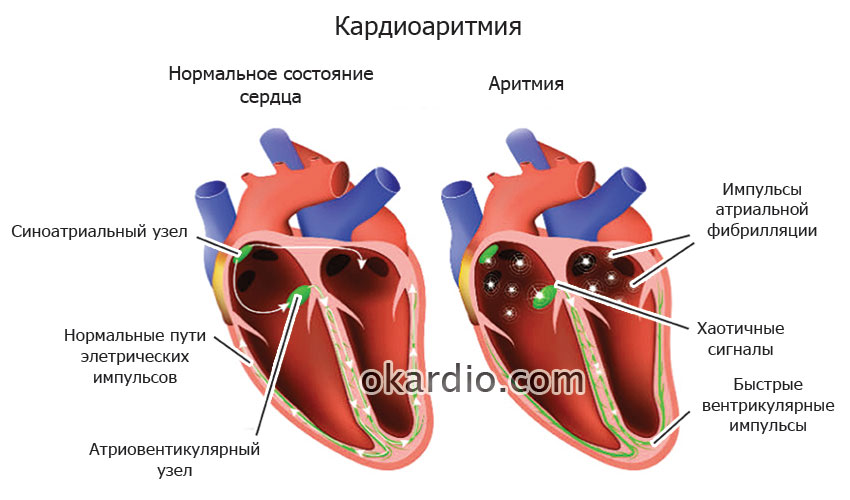 Кардиоаритмия
Нормальное состояние
сердца
Аритмия
Синоатриальный узел
Нормальные пути
элетрических
импульсов
Атриовентикулярный
узел
Импульсы
атриальной
фибрилляции
Хаотичные
сигналы
Быстрые
вентрикулярные
импульсы
okardio.com